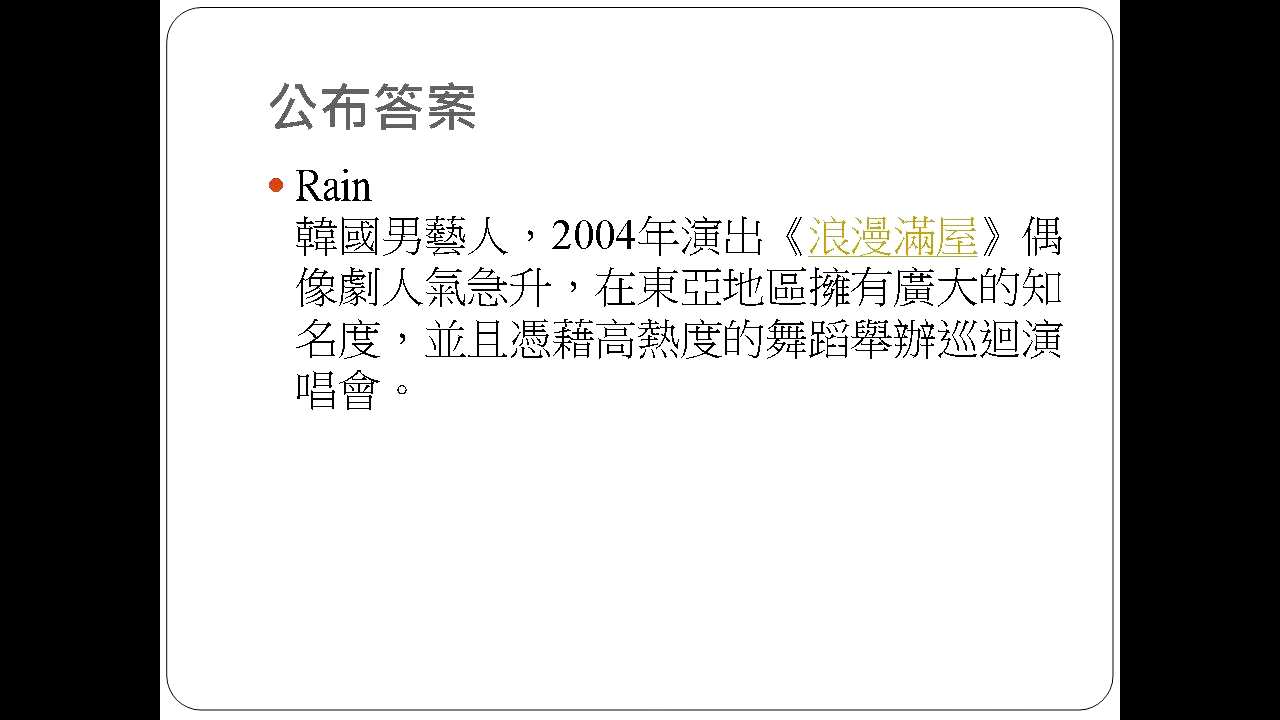 公布答案
Rain
韓國男藝人，2004年演出《浪漫滿屋》偶
像劇人氣急升，在東亞地區擁有廣大的知
名度，並且憑藉高熱度的舞蹈舉辦巡迴演
唱會。